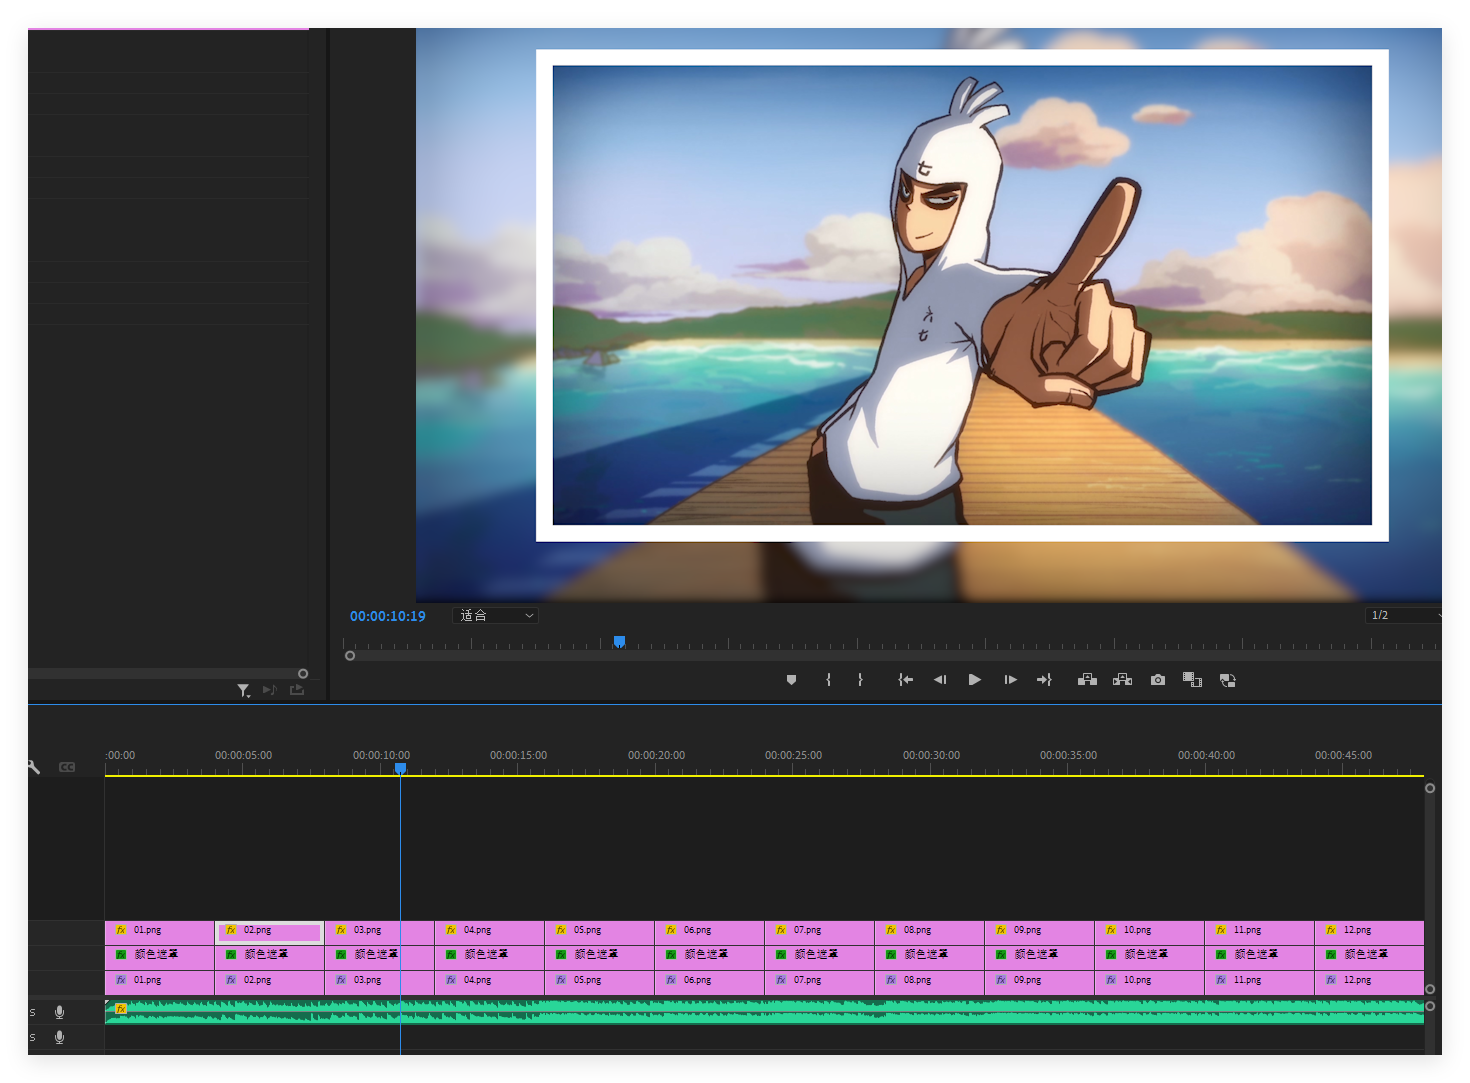 七
六
七
00:00:10:19 适合 1/2
:00:00 00:00:05:00 00:00:10:00 00:00:15:00 00:00:20:00 00:00:25:00 00:00:30:00 00:00:35:00 00:00:40:00 00:00:45:00
CC
fx 01.png fx 02.png fx 03.png fx 04.png fx 05.png fx 06.png fx 07.png fx 08.png fx 09.png fx 10.png fx 11.png fx 12.png
fx 颜色遮罩 fx 颜色遮罩 fx 颜色遮罩 fx 颜色遮罩 fx 颜色遮罩 fx 颜色遮罩 fx 颜色遮罩 fx 颜色遮罩 fx 颜色遮罩 fx 颜色遮罩 fx 颜色遮罩 fx 颜色遮罩
fx 01.png fx 02.png fx 03.png fx 04.png fx 05.png fx 06.png fx 07.png fx 08.png fx 09.png fx 10.png fx 11.png fx 12.png
S fx
S